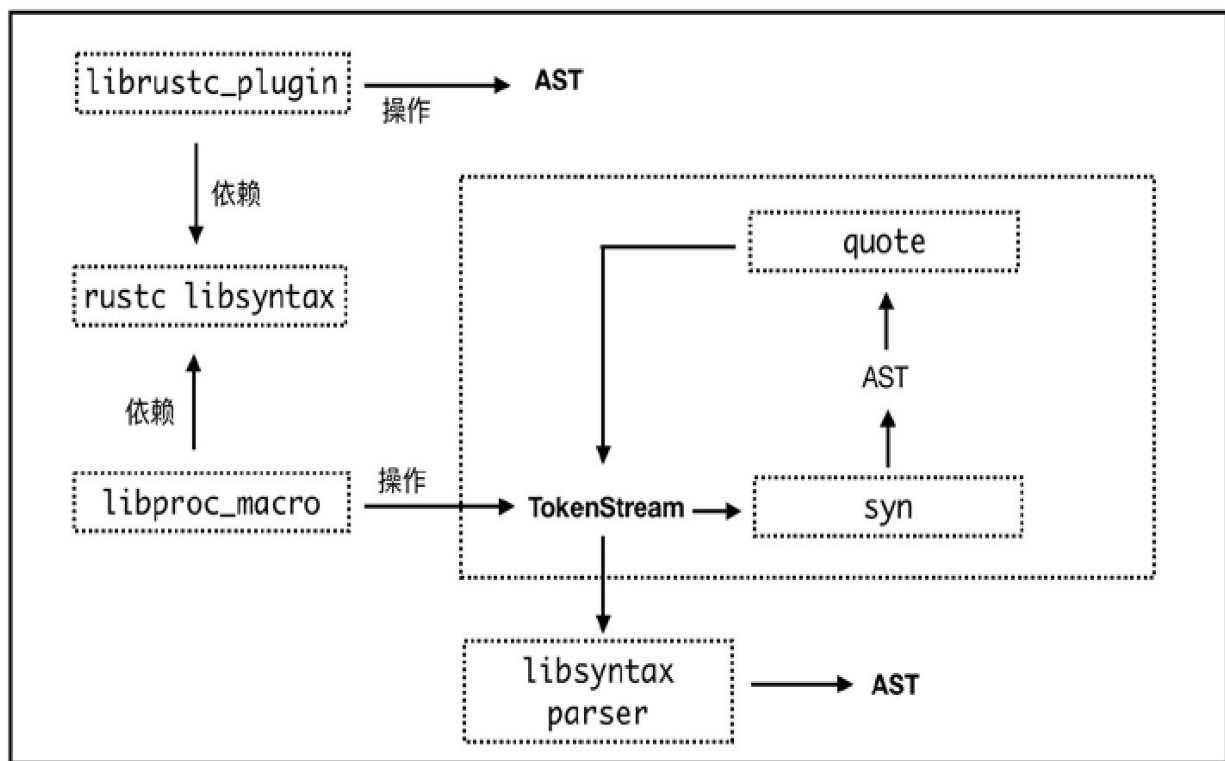 librustc_plugin
操作
AST
依赖
rustc libsyntax
依赖
libproc_macro
操作
TokenStream
syn
AST
quote
libsyntax
parser
AST